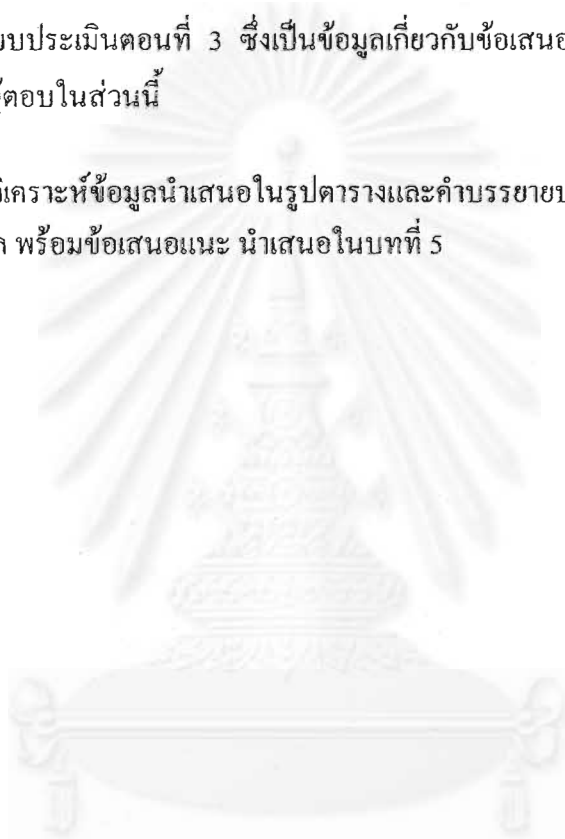 บบประเมินตอนที่ 3 ซึ่งเป็นข้อมูลเกี่ยวกับข้อเสนอ
ตอบในส่วนนี้
วิเคราะห์ข้อมูลนำเสนอในรูปตารางและคำบรรยาย
พร้อมข้อเสนอแนะ นำเสนอในบทที่ 5